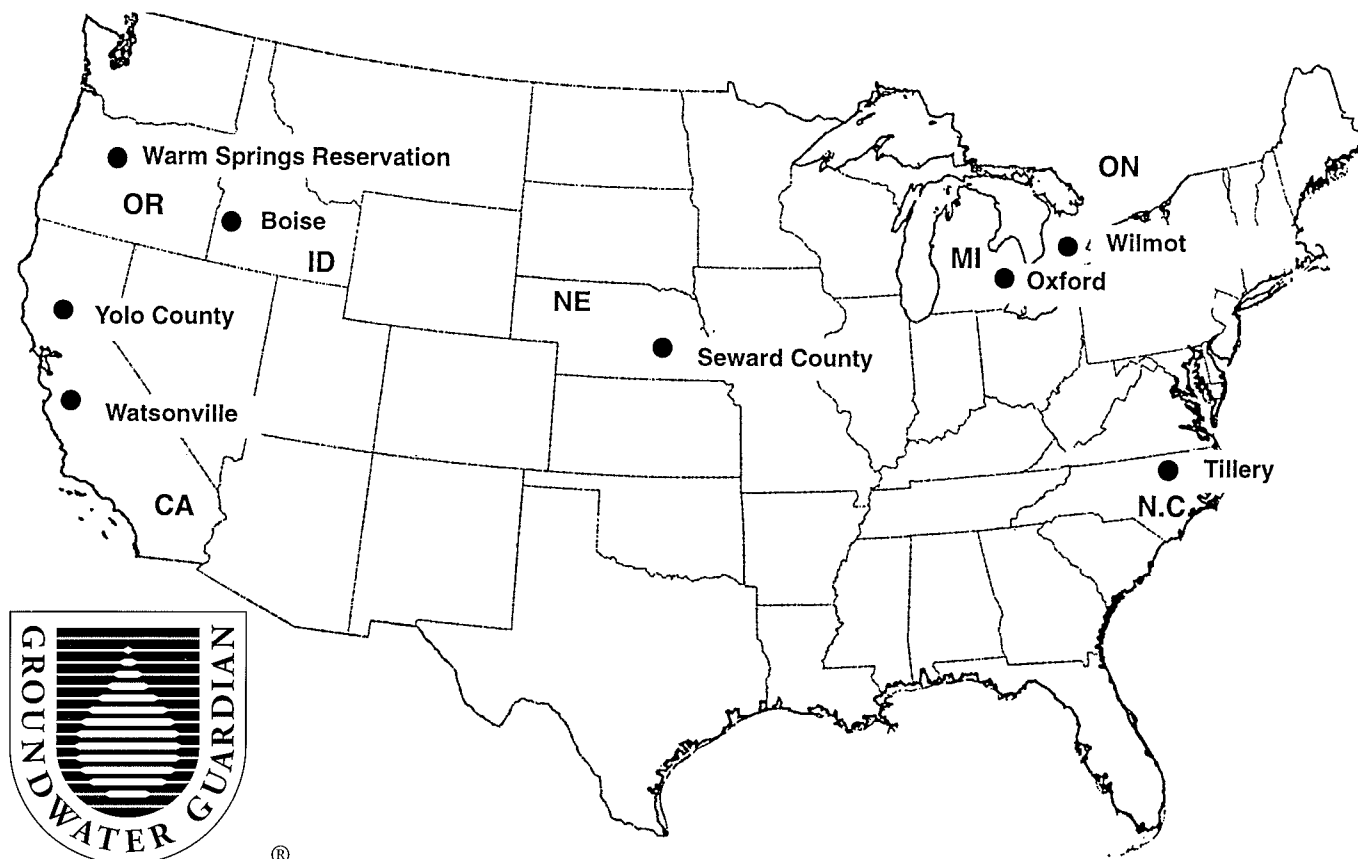 ON
Warm Springs Reservation
OR
Boise
ID
MI
Wilmot
Oxford
NE
Yolo County
Seward County
Watsonville
Tillery
CA
N.C.
GROUNDWATER GUARDIAN
®